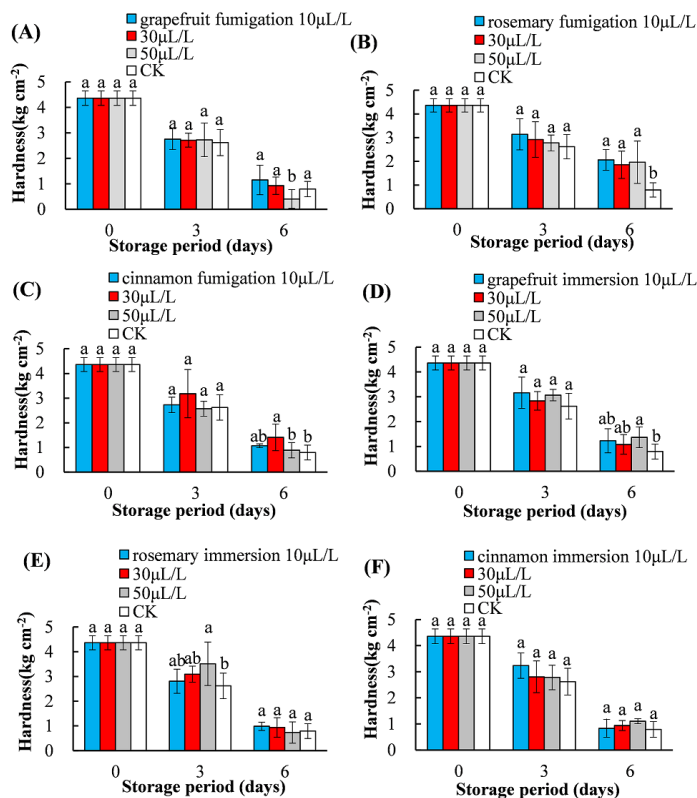 (A)
grapefruit fumigation 10μL/L
30μL/L
50μL/L
CK
Hardness(kg cm-2)
5
4
3
2
1
0
a a a a
a a a a
a a b a
0 3 6
Storage period (days)
(B)
rosemary fumigation 10μL/L
30μL/L
50μL/L
CK
Hardness(kg cm-2)
5
4
3
2
1
0
a a a a
a a a a
a a a b
0 3 6
Storage period (days)
(C)
cinnamon fumigation 10μL/L
30μL/L
50μL/L
CK
Hardness(kg cm-2)
5
4
3
2
1
0
a a a a
a a a a
ab a b b
0 3 6
Storage period (days)
(D)
grapefruit immersion 10μL/L
30μL/L
50μL/L
CK
Hardness(kg cm-2)
5
4
3
2
1
0
a a a a
a a a a
ab ab a b
0 3 6
Storage period (days)
(E)
rosemary immersion 10μL/L
30μL/L
50μL/L
CK
Hardness(kg cm-2)
5
4
3
2
1
0
a a a a
ab ab a b
a a a a
0 3 6
Storage period (days)
(F)
cinnamon immersion 10μL/L
30μL/L
50μL/L
CK
Hardness(kg cm-2)
5
4
3
2
1
0
a a a a
a a a a
a a a a
0 3 6
Storage period (days)